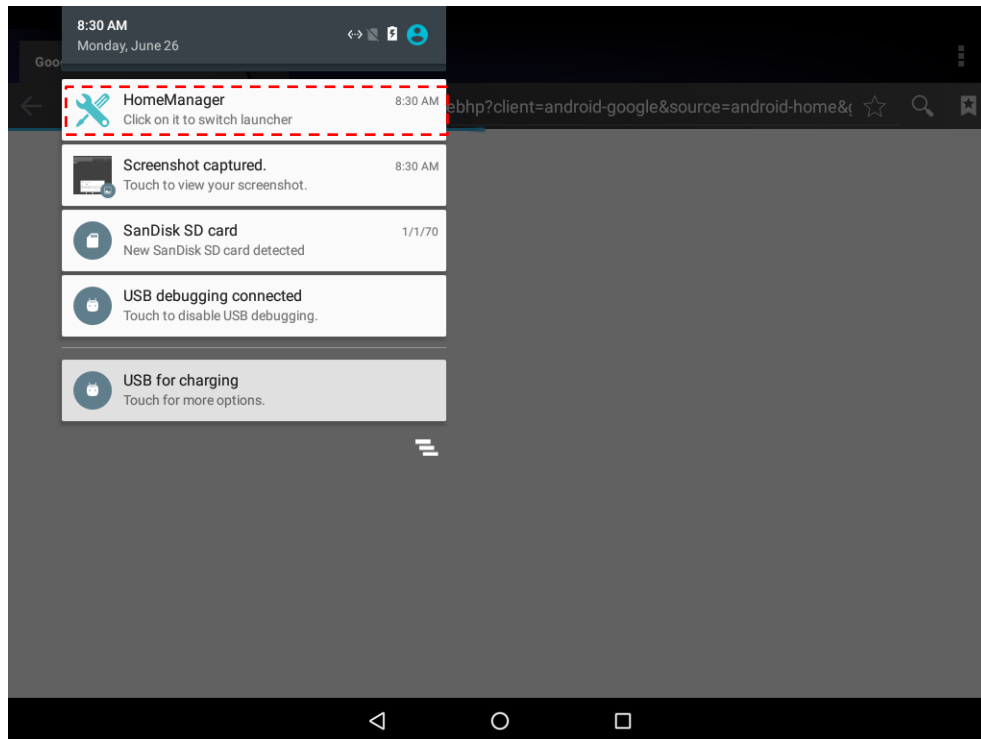 8:30 AM
Monday, June 26
Goo
ebhp?client=android-google&source=android-home&
HomeManager 8:30 AM
Click on it to switch launcher
Screenshot captured. 8:30 AM
Touch to view your screenshot.
SanDisk SD card 1/1/70
New SanDisk SD card detected
USB debugging connected
Touch to disable USB debugging.
USB for charging
Touch for more options.